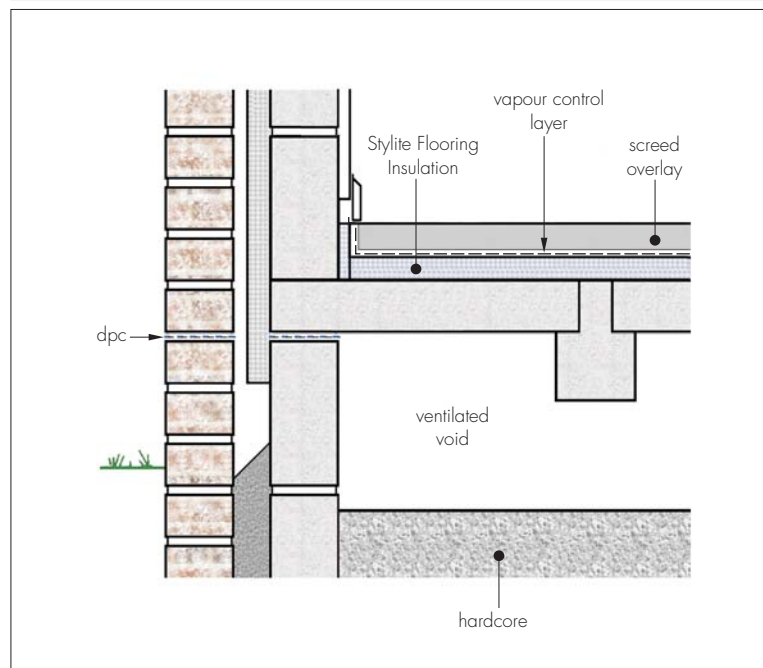 vapour control
layer
Stylite Flooring
Insulation
screed
overlay
dpc
ventilated
void
hardcore